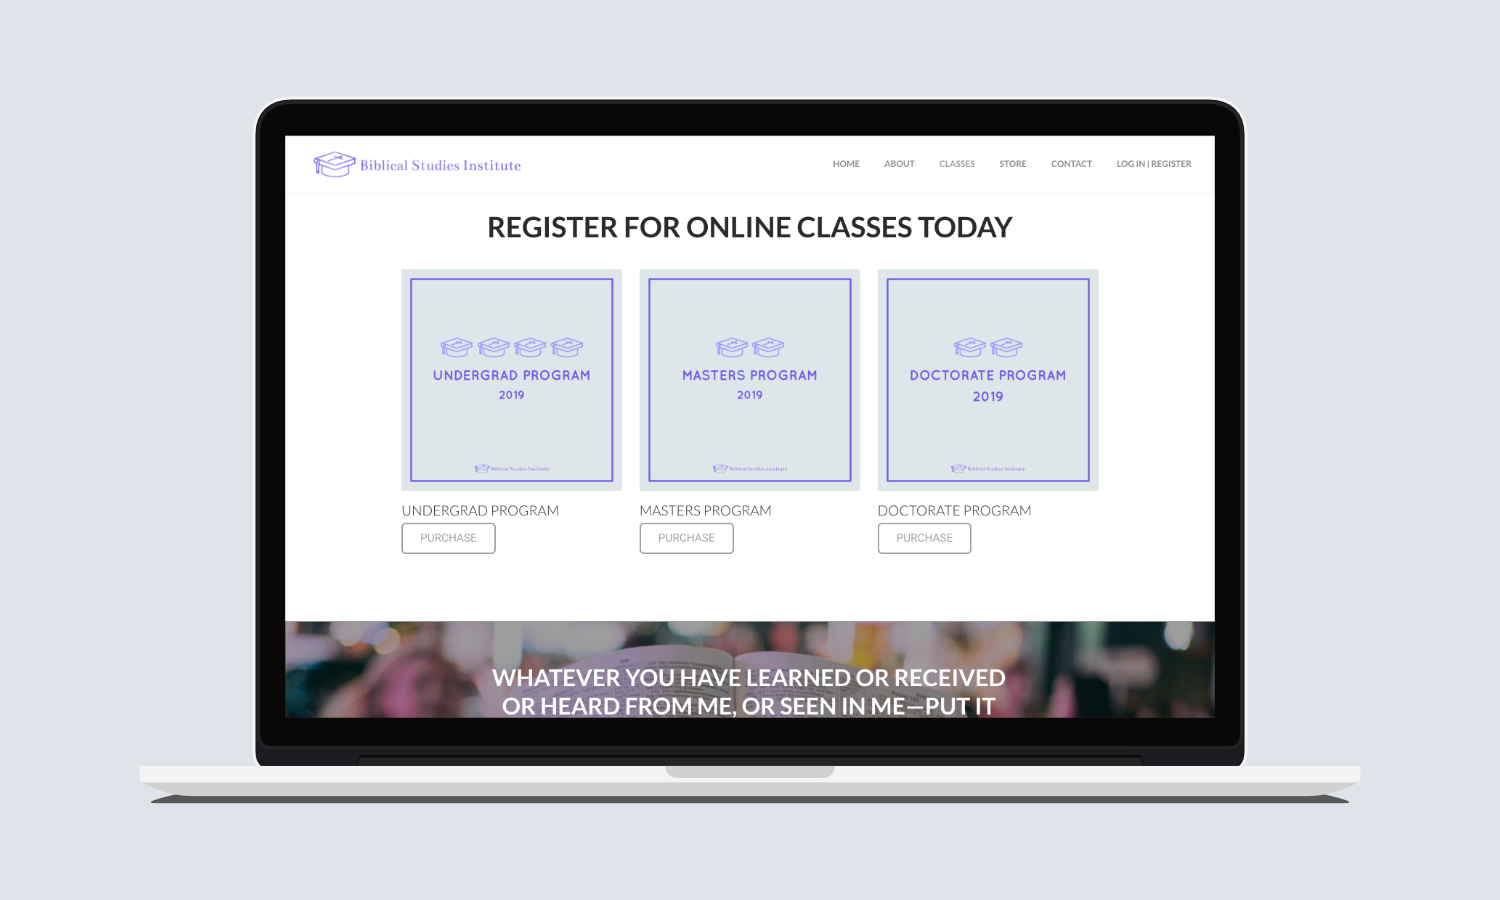 Biblical Studies Institute
HOME ABOUT CLASSES STORE CONTACT LOG IN | REGISTER
REGISTER FOR ONLINE CLASSES TODAY
UNDERGRAD PROGRAM
2019
Biblical Studies Institute
MASTERS PROGRAM
2019
Biblical Studies Institute
DOCTORATE PROGRAM
2019
Biblical Studies Institute
UNDERGRAD PROGRAM
PURCHASE
MASTERS PROGRAM
PURCHASE
DOCTORATE PROGRAM
PURCHASE
WHATEVER YOU HAVE LEARNED OR RECEIVED
OR HEARD FROM ME, OR SEEN IN ME—PUT IT